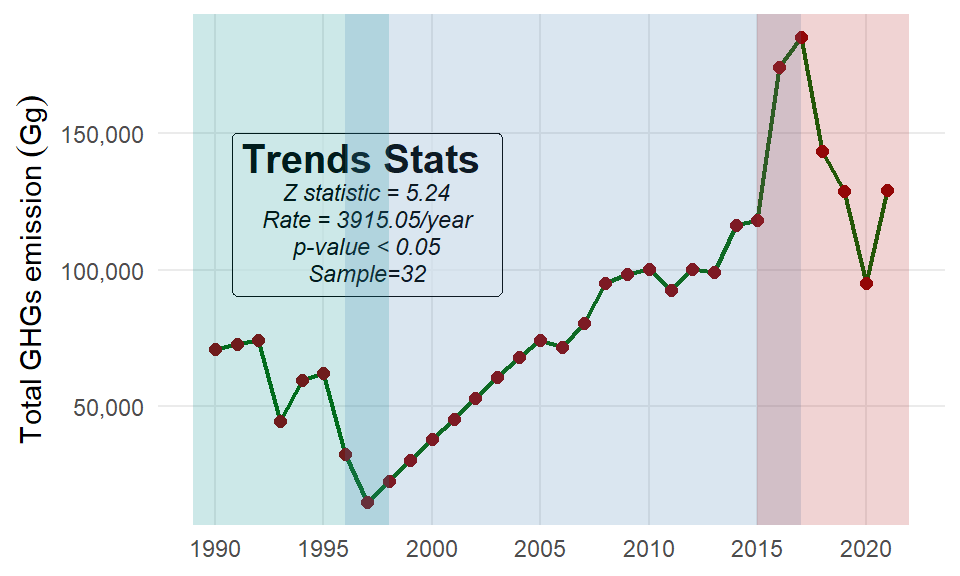 Total GHGs emission (Gg)
150,000
100,000
50,000
Trends Stats
Z statistic = 5.24
Rate = 3915.05/year
p-value < 0.05
Sample=32
1990 1995 2000 2005 2010 2015 2020